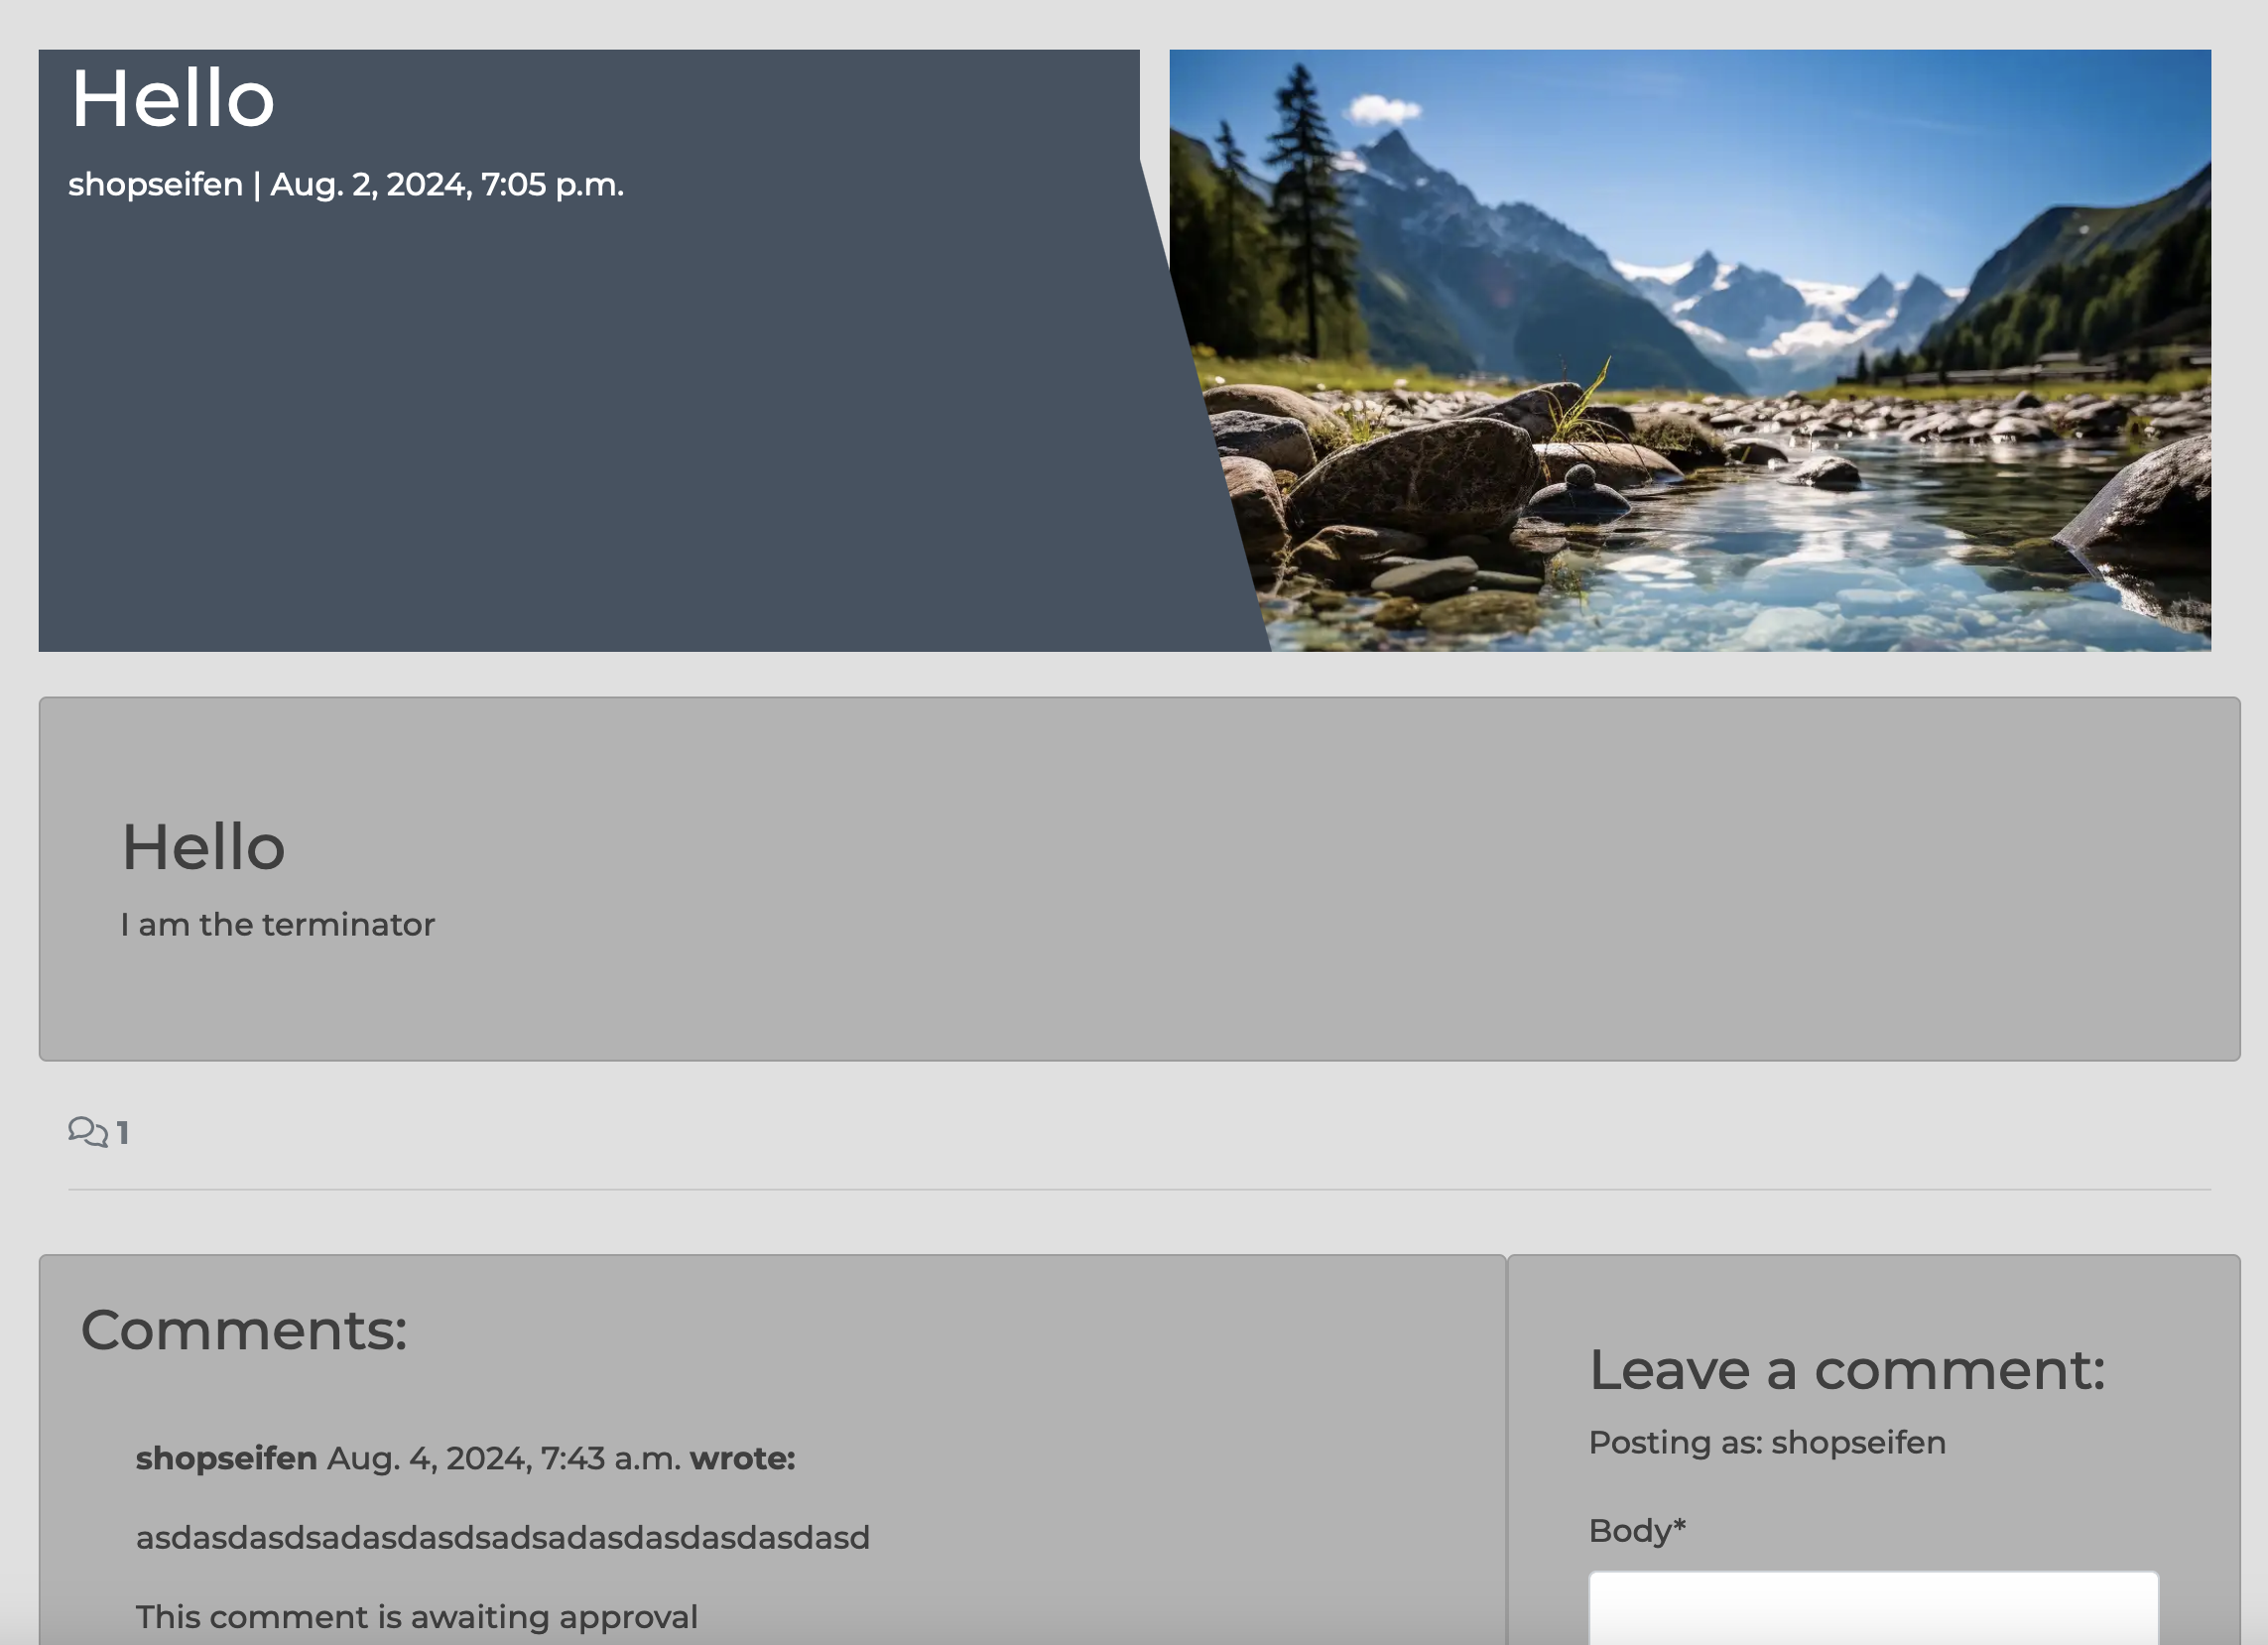 Hello
shopseifen | Aug. 2, 2024, 7:05 p.m.
Hello
I am the terminator
1
Comments:
shopseifen Aug. 4, 2024, 7:43 a.m. wrote:
asdasdasdsadasdasdsadsadasdasdasdasdasd
This comment is awaiting approval
Leave a comment:
Posting as: shopseifen
Body*